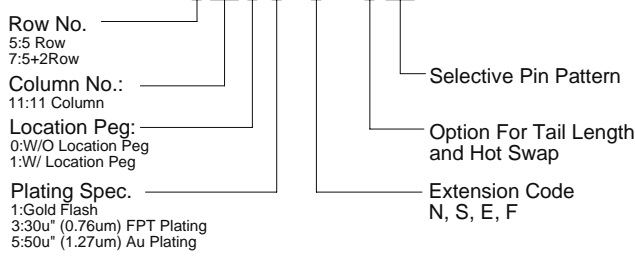 Row No.
5:5 Row
7:5+2Row
Column No.:
11:11 Column
Location Peg:
0:W/O Location Peg
1:W/ Location Peg
Plating Spec.
1:Gold Flash
3:30u" (0.76um) FPT Plating
5:50u" (1.27um) Au Plating
Selective Pin Pattern
Option For Tail Length
and Hot Swap
Extension Code
N, S, E, F